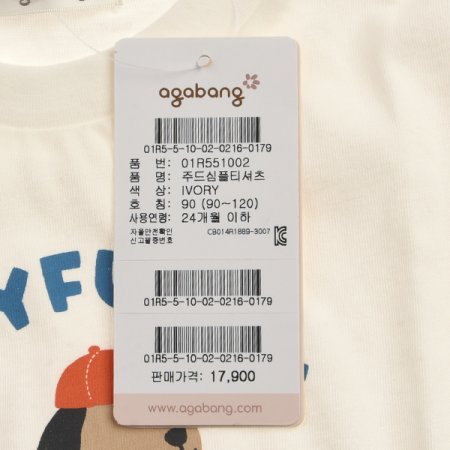 agabang
agabang
01R5-5-10-02-0216-0179
품 번: 01R551002
품 명: 주드심플티셔츠
색 상: IVORY
호 칭: 90 (90~120)
사용연령: 24개월 이하
자율안전확인
신고필증번호 CB014R1889-3007
01R5-5-10-02-0216-0179
01R5-5-10-02-0216-0179
판매가격: 17,900
www.agabang.com
YFU